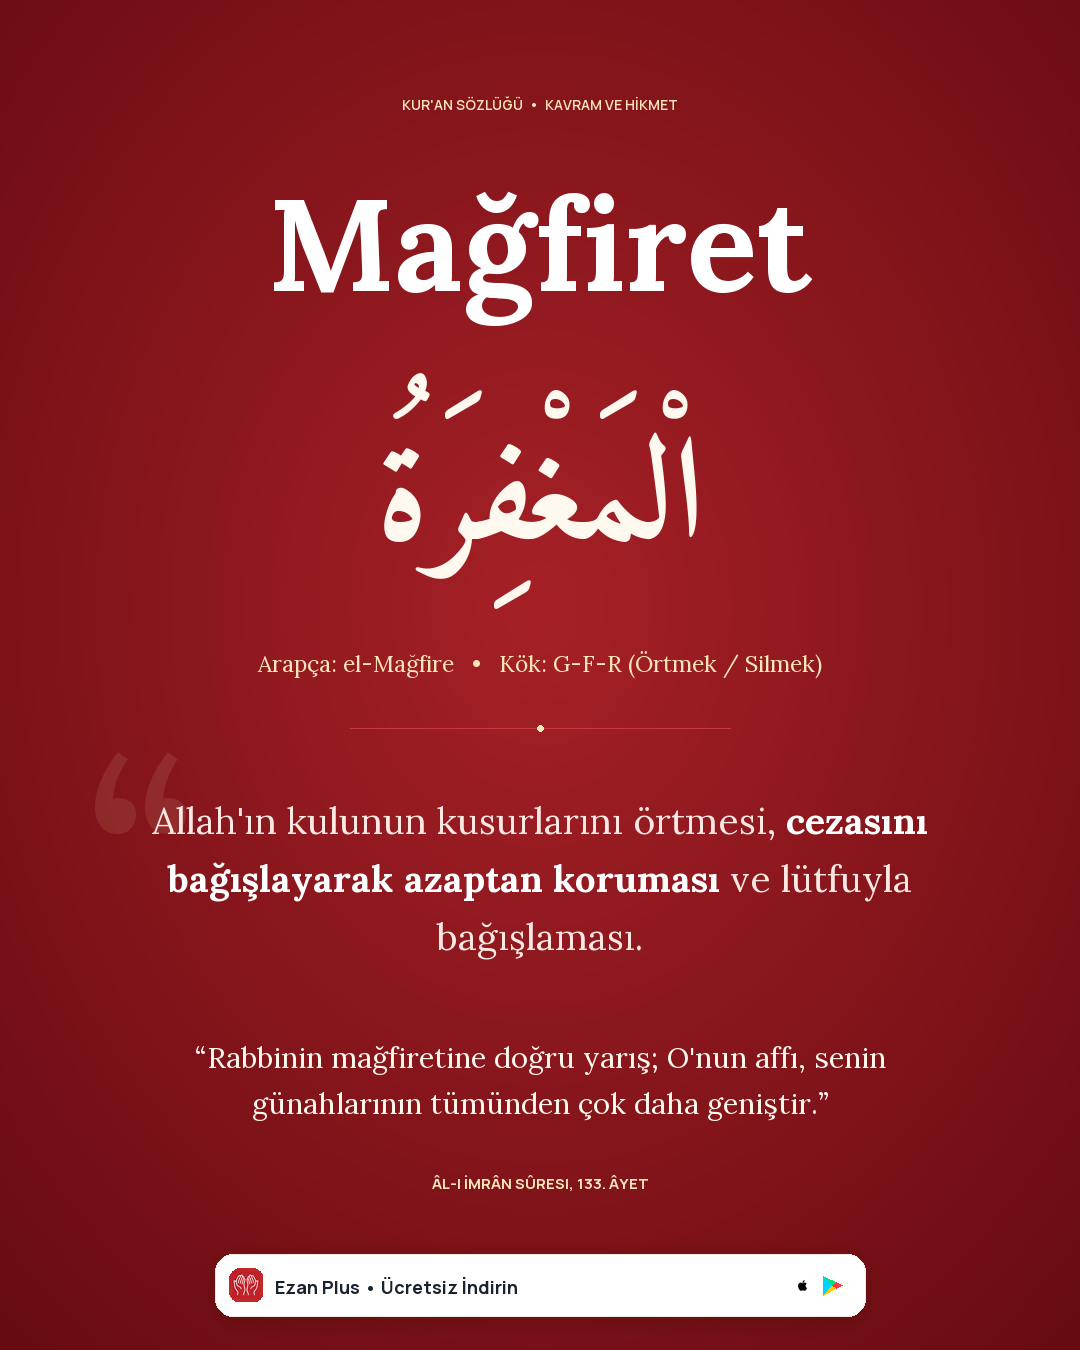 KUR'AN SÖZLÜĞÜ • KAVRAM VE HİKMET
Mağfiret
الْمَغْفِرَةُ
Arapça: el-Mağfire • Kök: G-F-R (Örtmek / Silmek)
Allah'ın kulunun kusurlarını örtmesi, cezasını
bağışlayarak azaptan koruması ve lütfuyla
bağışlaması.
“Rabbinin mağfiretine doğru yarış; O'nun affı, senin
günahlarının tümünden çok daha geniştir.”
ÂL-I İMRÂN SÛRESI, 133. ÂYET
Ezan Plus • Ücretsiz İndirin